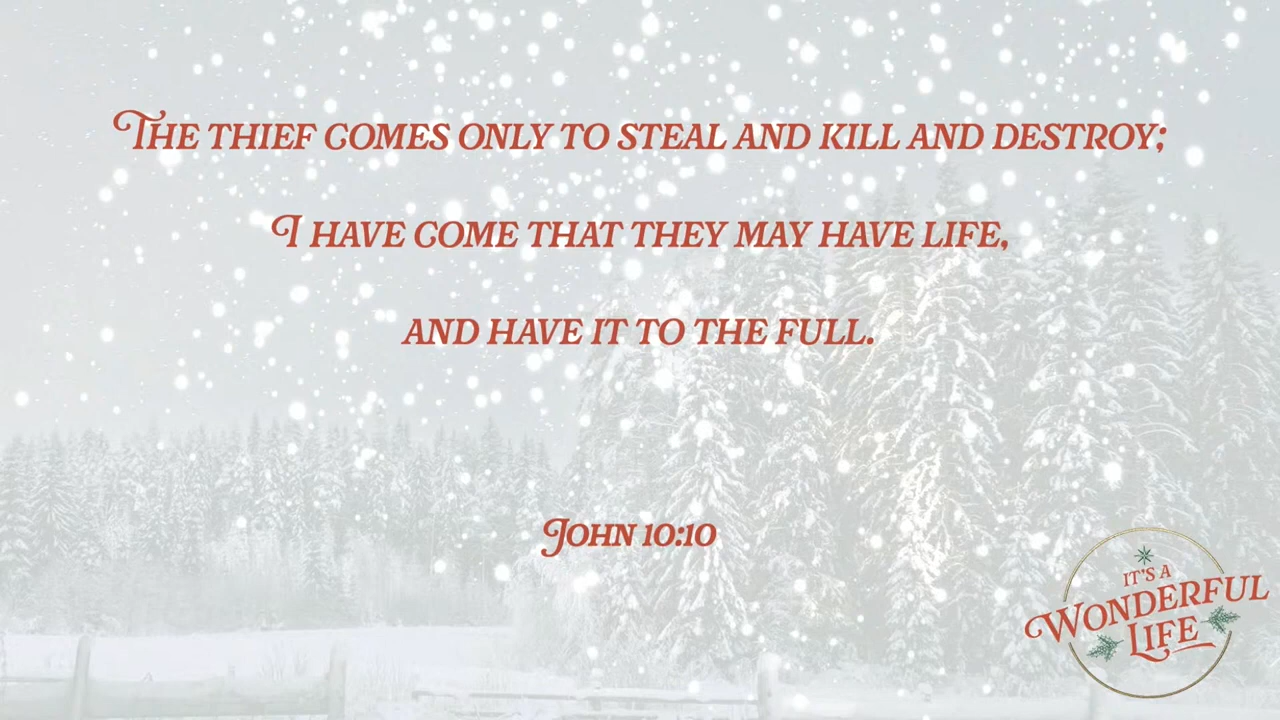 The thief comes only to steal and kill and destroy;
I have come that they may have life,
and have it to the full.
John 10:10
IT'S A
WONDERFUL
LIFE